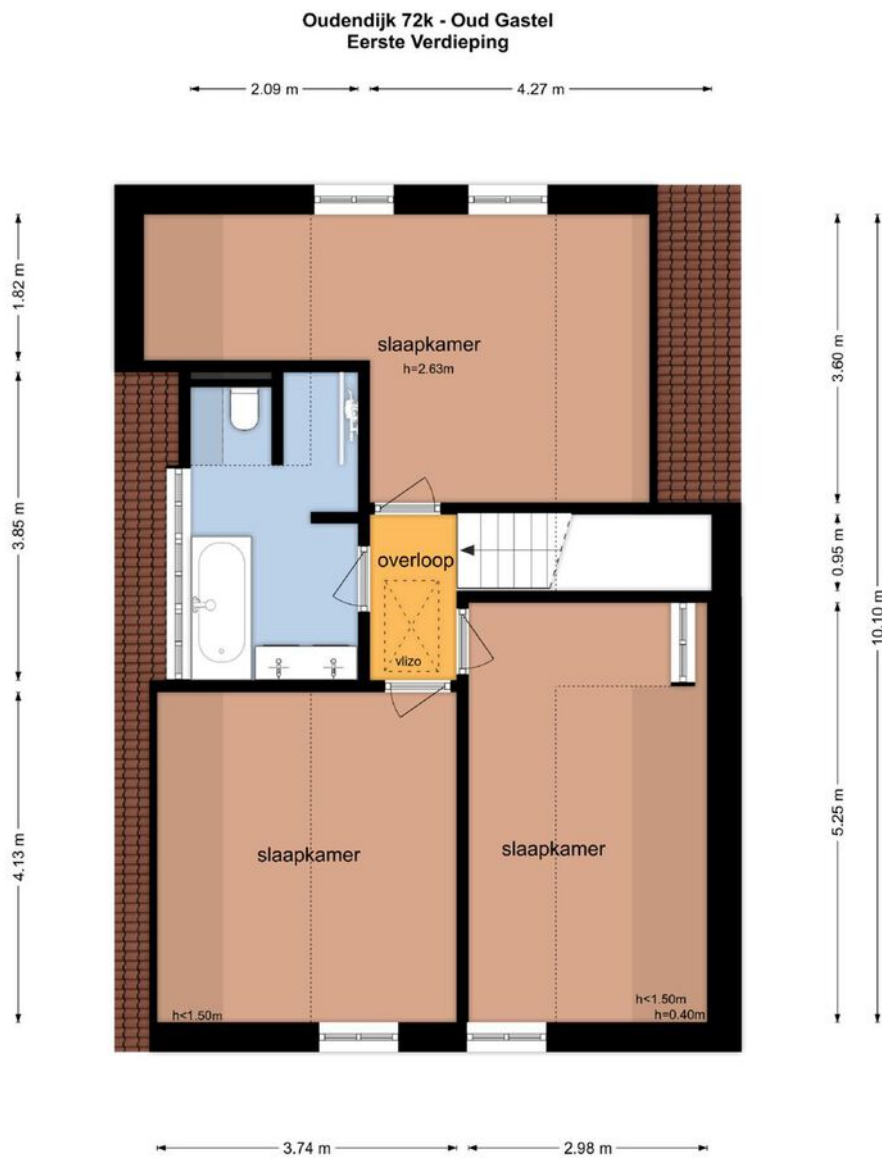 Oudendijk 72k - Oud Gastel
Eerste Verdieping
2.09 m
4.27 m
1.82 m
3.60 m
slaapkamer
h=2.63m
3.85 m
0.95 m
10.10 m
overloop
vlizo
4.13 m
5.25 m
slaapkamer
slaapkamer
h<1.50m
h<1.50m
h=0.40m
3.74 m
2.98 m